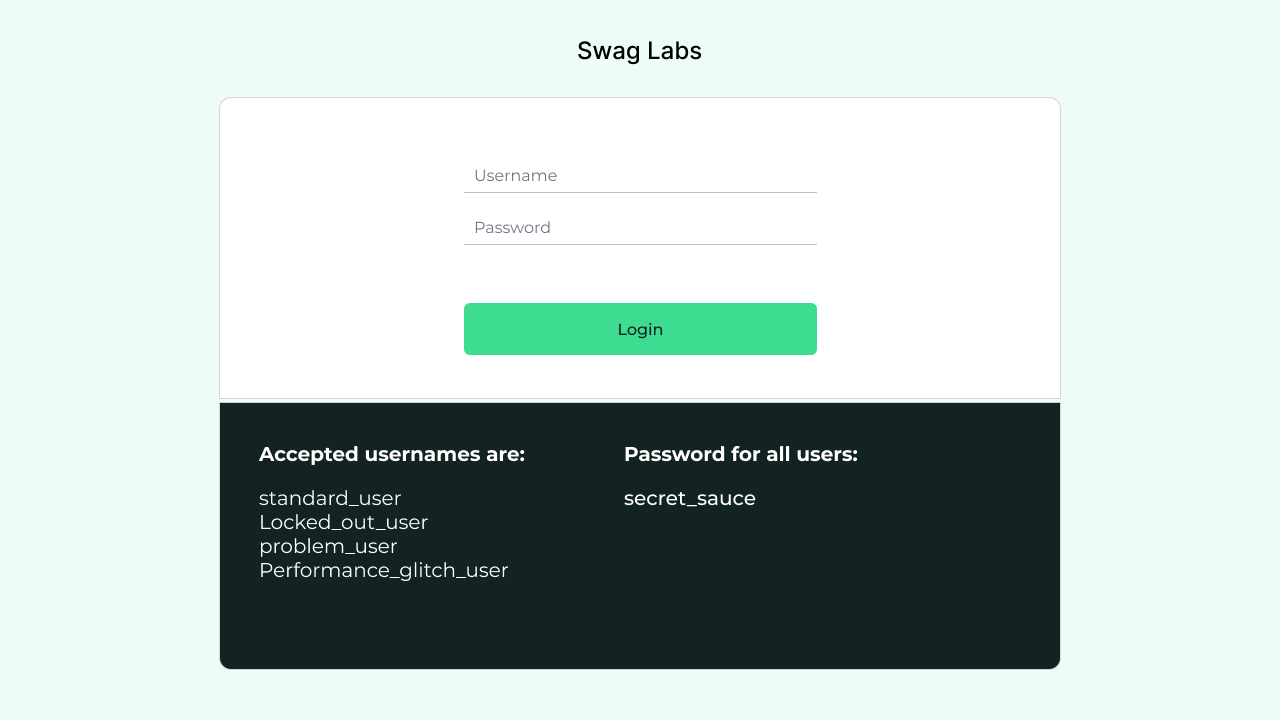 Swag Labs
Username
Password
Login
Accepted usernames are:
standard_user
Locked_out_user
problem_user
Performance_glitch_user
Password for all users:
secret_sauce